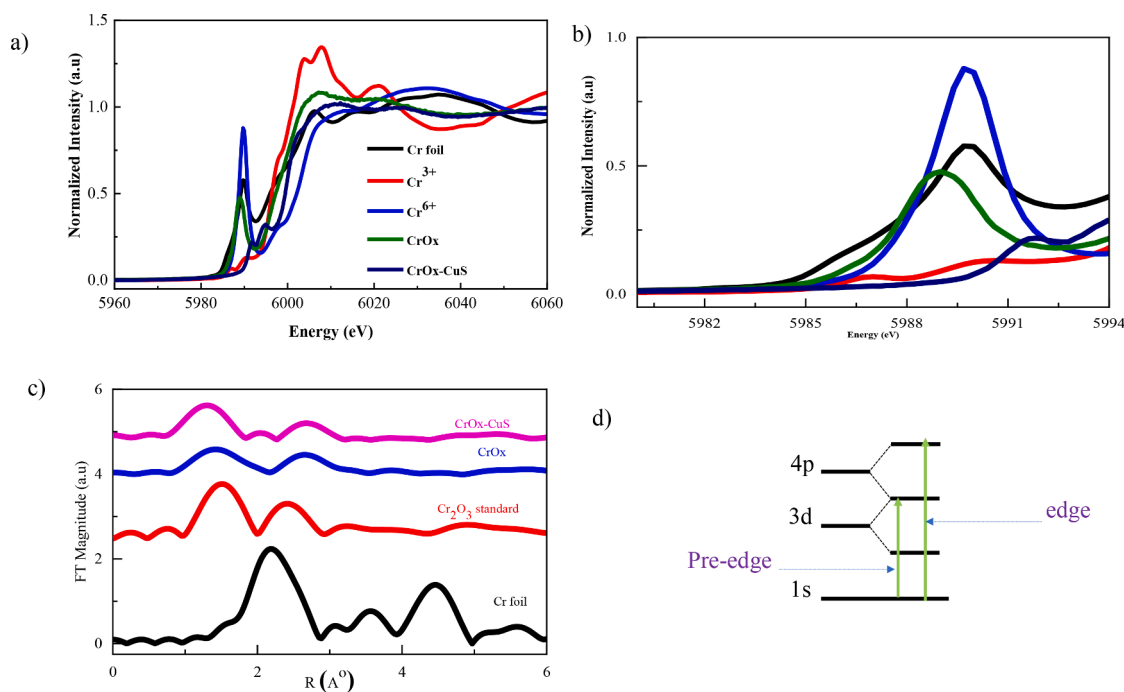 a)
Normalized Intensity (a.u)
1.5
1.0
0.5
0.0
5960
5980
6000
6020
6040
6060
Energy (eV)
Cr foil
Cr3+
Cr6+
CrOx
CrOx-CuS
b)
Normalized Intensity (a.u)
1.0
0.5
0.0
5982
5985
5988
5991
5994
Energy (eV)
c)
FT Magnitude (a.u)
6
4
2
0
CrOx-CuS
CrOx
Cr2O3 standard
Cr foil
0
2
4
6
R (Ao)
d)
4p
3d
edge
Pre-edge
1s